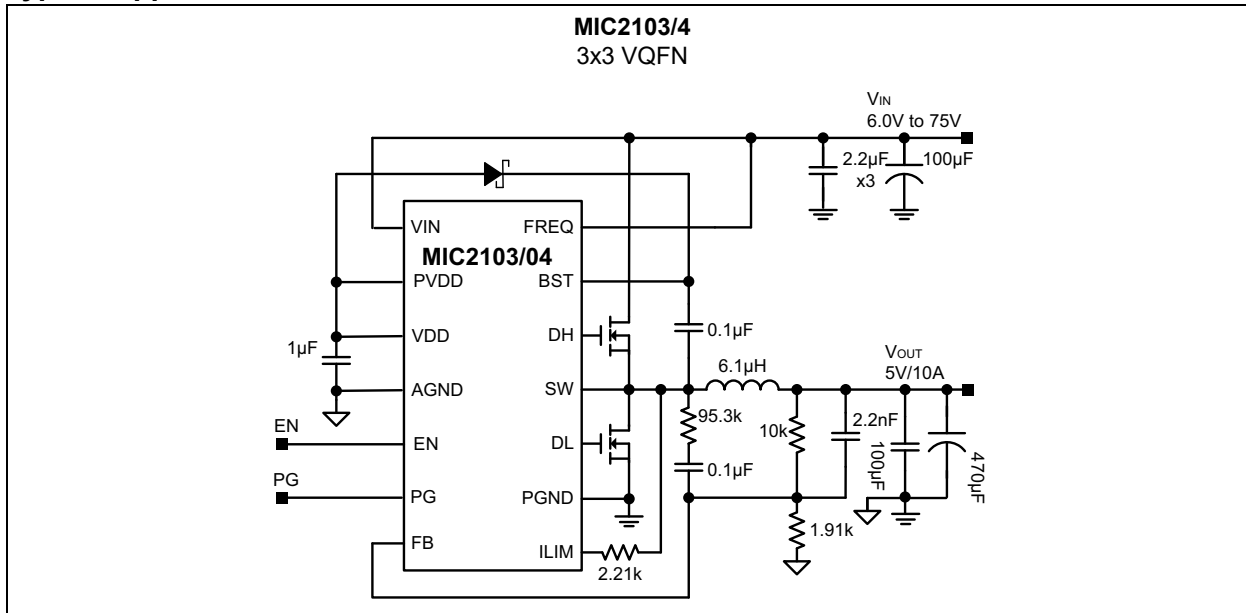 MIC2103/4
3x3 VQFN
VIN
6.0V to 75V
2.2µF
x3
100µF
VIN
FREQ
MIC2103/04
PVDD
BST
VDD
DH
0.1µF
1µF
AGND
SW
6.1µH
VOUT
5V/10A
EN
EN
DL
95.3k
10k
2.2nF
100µF
470µF
0.1µF
PG
PG
PGND
1.91k
FB
ILIM
2.21k